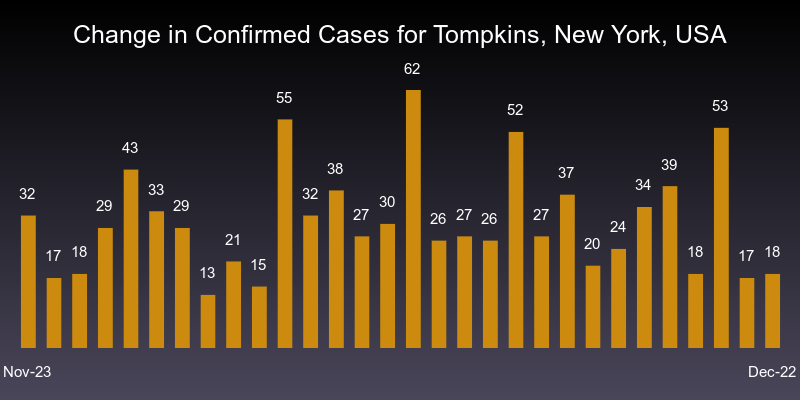 Change in Confirmed Cases for Tompkins, New York, USA
32 17 18 29 43 33 29 13 21 15 55 32 38 27 30 62 26 27 26 52 27 37 20 24 34 39 18 53 17 18
Nov-23 Dec-22